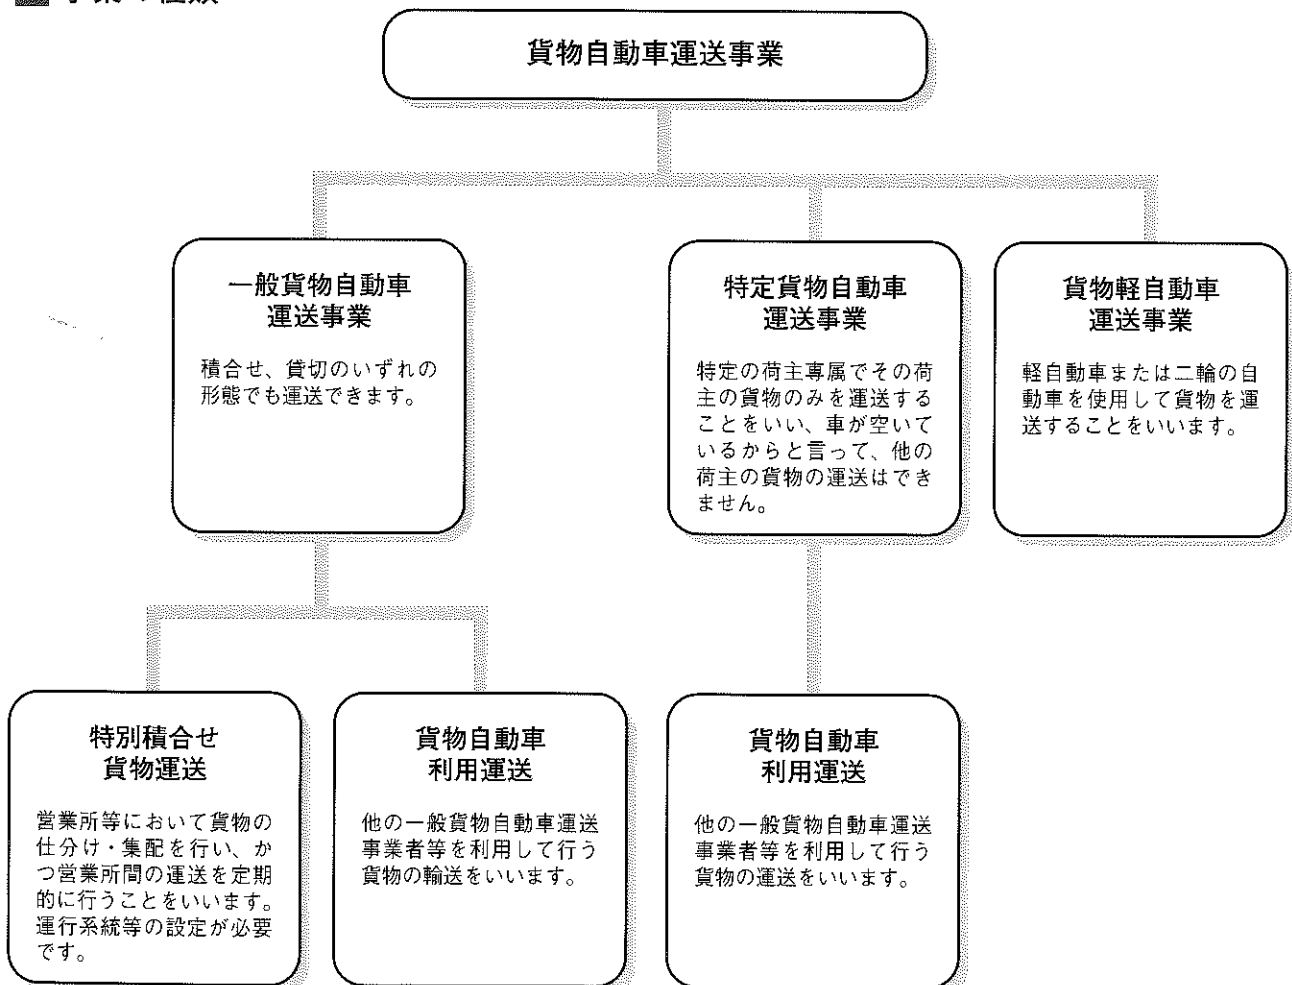 貨物自動車運送事業
一般貨物自動車
運送事業
積合せ、貸切のいずれの
形態でも運送できます。
特定貨物自動車
運送事業
特定の荷主専属でその荷
主の貨物のみを運送する
ことをいい、車が空いて
いるからと言って、他の
荷主の貨物の運送はでき
ません。
貨物軽自動車
運送事業
軽自動車または二輪の自
動車を使用して貨物を運
送することをいいます。
特別積合せ
貨物運送
営業所等において貨物の
仕分け・集配を行い、か
つ営業所間の運送を定期
的に行うことをいいます。
運行系統等の設定が必要
です。
貨物自動車
利用運送
他の一般貨物自動車運送
事業者等を利用して行う
貨物の輸送をいいます。
貨物自動車
利用運送
他の一般貨物自動車運送
事業者等を利用して行う
貨物の運送をいいます。